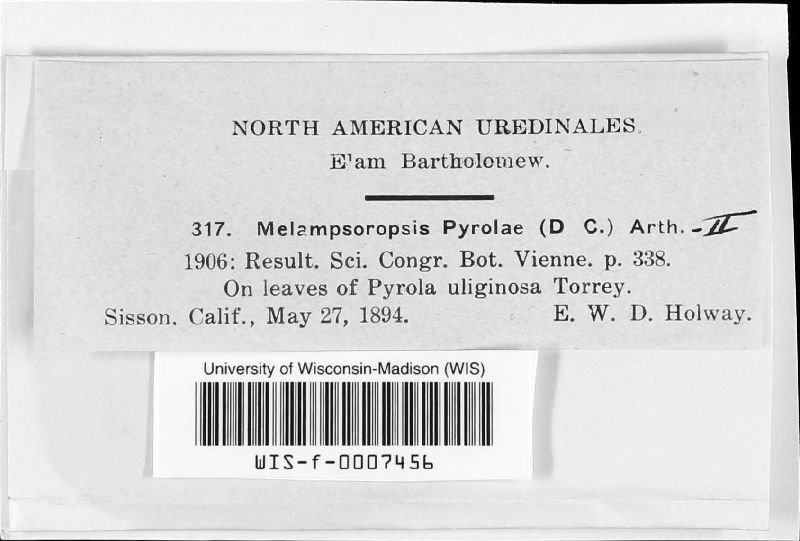 NORTH AMERICAN UREDINALES.
E'am Bartholomew.
317. Melampsoropsis Pyrolae (D C.) Arth. - II
1906: Result. Sci. Congr. Bot. Vienne. p. 338.
On leaves of Pyrola uliginosa Torrey.
Sisson, Calif., May 27, 1894. E. W. D. Holway.
University of Wisconsin-Madison (WIS)
WIS-f-0007456